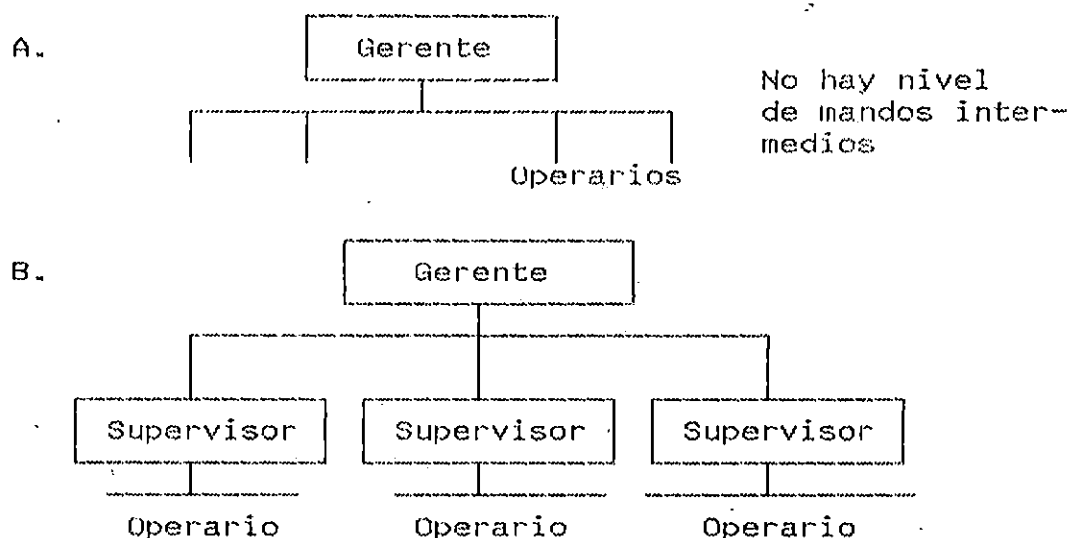 A.
Gerente
No hay nivel
de mandos inter-
medios
Operarios
B.
Gerente
Supervisor Supervisor Supervisor
Operario Operario Operario